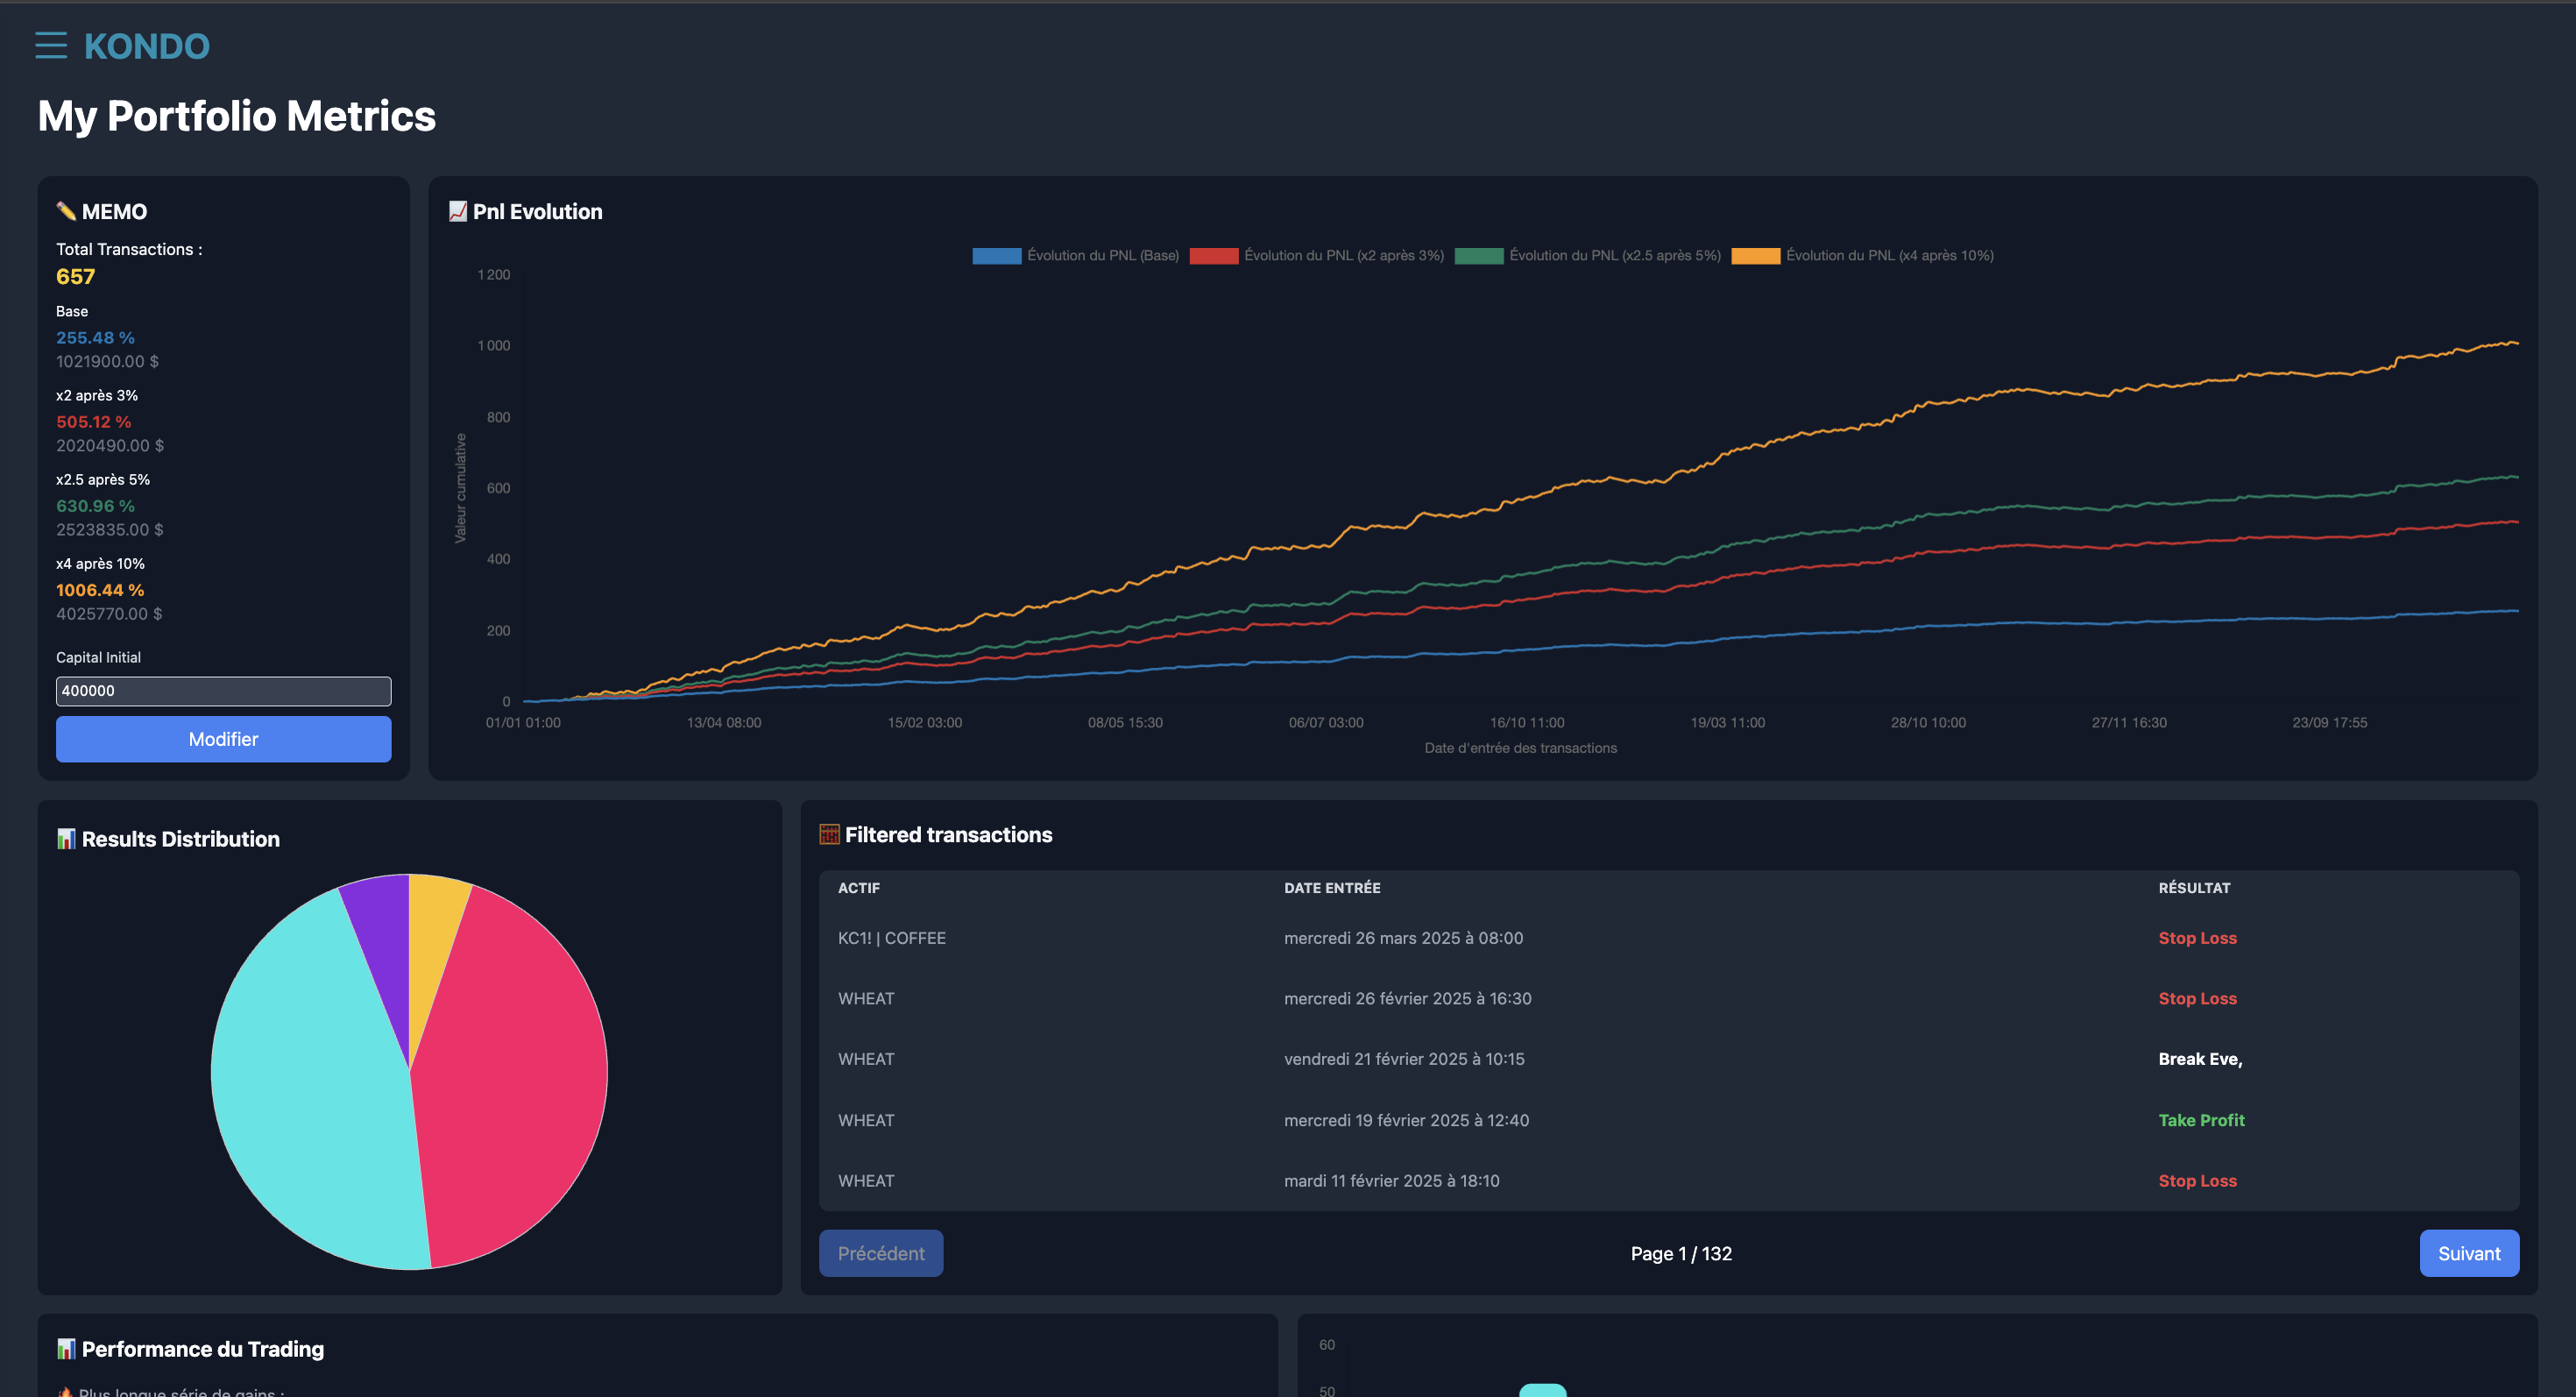 KONDO
My Portfolio Metrics
MEMO
Total Transactions :
657
Base
255.48 %
1021900.00 $
x2 après 3%
505.12 %
2020490.00 $
x2.5 après 5%
630.96 %
2523835.00 $
x4 après 10%
1006.44 %
4025770.00 $
Capital Initial
400000
Modifier
Pnl Evolution
Évolution du PNL (Base) Évolution du PNL (x2 après 3%) Évolution du PNL (x2.5 après 5%) Évolution du PNL (x4 après 10%)
1 200
1 000
800
600
400
200
0
Valeur cumulative
01/01 01:00 13/04 08:00 15/02 03:00 08/05 15:30 06/07 03:00 16/10 11:00 19/03 11:00 28/10 10:00 27/11 16:30 23/09 17:55
Date d'entrée des transactions
Results Distribution
Filtered transactions
ACTIF DATE ENTRÉE RÉSULTAT
KC1! | COFFEE mercredi 26 mars 2025 à 08:00 Stop Loss
WHEAT mercredi 26 février 2025 à 16:30 Stop Loss
WHEAT vendredi 21 février 2025 à 10:15 Break Eve,
WHEAT mercredi 19 février 2025 à 12:40 Take Profit
WHEAT mardi 11 février 2025 à 18:10 Stop Loss
Précédent Page 1 / 132 Suivant
Performance du Trading
Plus longue série de gains :
60
50